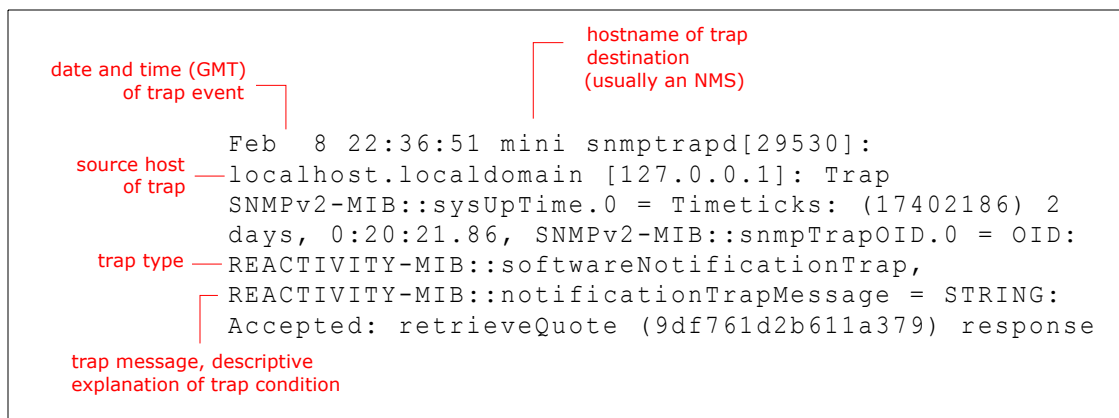 hostname of trap
destination
(usually an NMS)
date and time (GMT)
of trap event
Feb  8 22:36:51 mini snmptrapd[29530]:
source host
of trap
localhost.localdomain [127.0.0.1]: Trap
SNMPv2-MIB::sysUpTime.0 = Timeticks: (17402186) 2
days, 0:20:21.86, SNMPv2-MIB::snmpTrapOID.0 = OID:
trap type
REACTIVITY-MIB::softwareNotificationTrap,
REACTIVITY-MIB::notificationTrapMessage = STRING:
Accepted: retrieveQuote (9df761d2b611a379) response
trap message, descriptive
explanation of trap condition